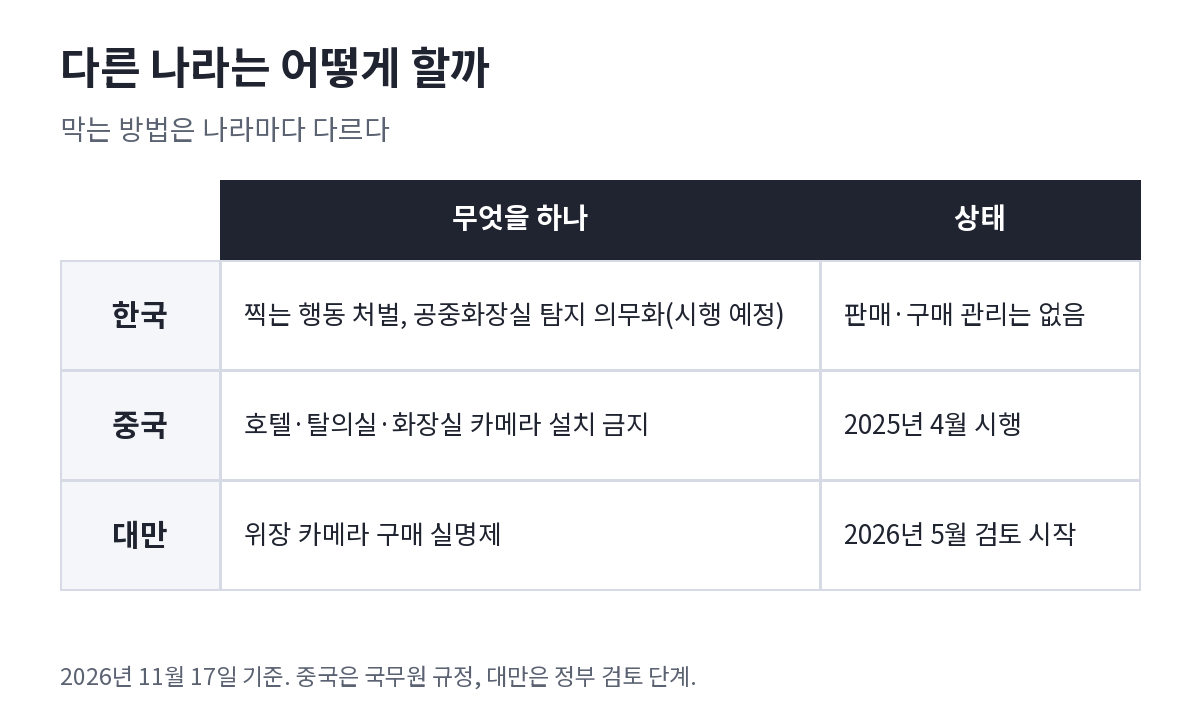 다른 나라는 어떻게 할까
막는 방법은 나라마다 다르다
무엇을 하나 상태
한국 찍는 행동 처벌, 공중화장실 탐지 의무화(시행 예정) 판매·구매 관리는 없음
중국 호텔·탈의실·화장실 카메라 설치 금지 2025년 4월 시행
대만 위장 카메라 구매 실명제 2026년 5월 검토 시작
2026년 11월 17일 기준. 중국은 국무원 규정, 대만은 정부 검토 단계.